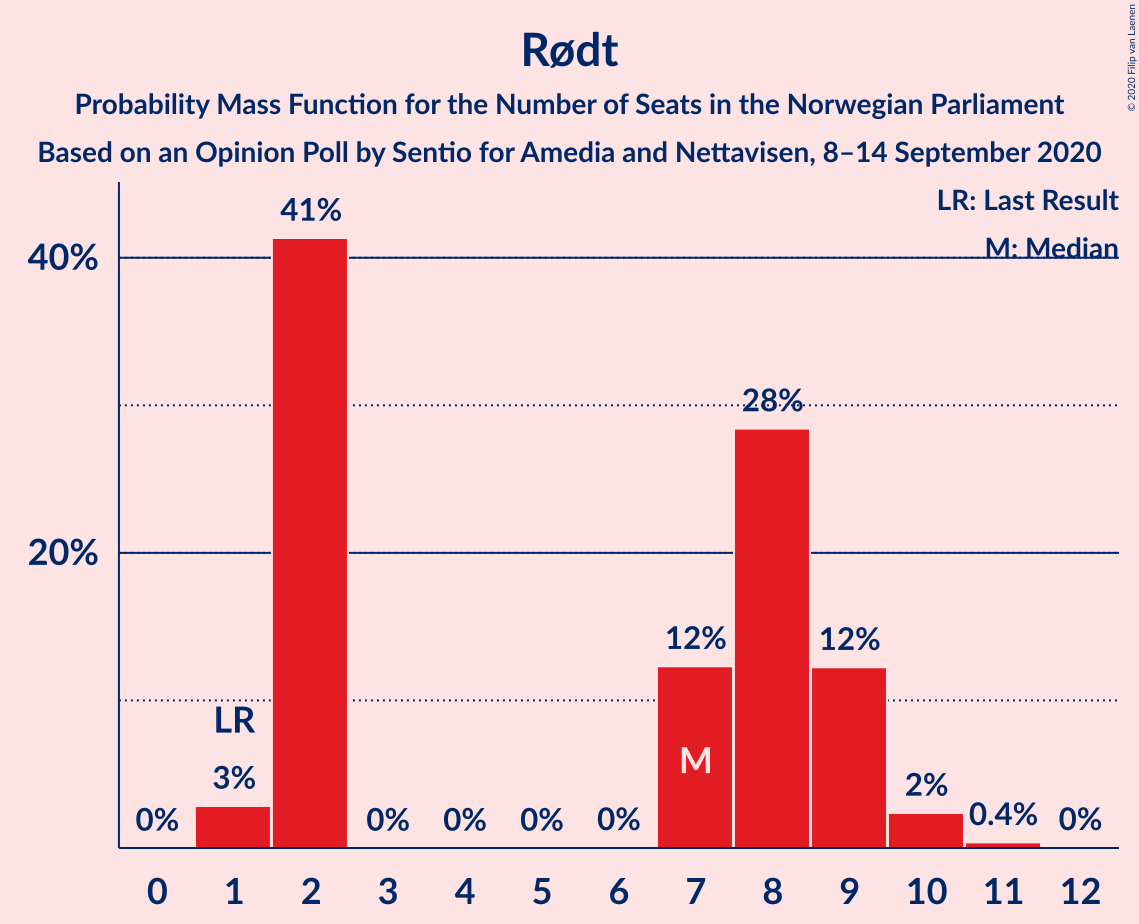 Rødt
Probability Mass Function for the Number of Seats in the Norwegian Parliament
Based on an Opinion Poll by Sentio for Amedia and Nettavisen, 8–14 September 2020
© 2020 Filip van Laenen
LR: Last Result
M: Median
41%
40%
28%
20%
12%
12%
LR
M
3%
2%
0%
0%
0%
0%
0%
0.4%
0%
0 1 2 3 4 5 6 7 8 9 10 11 12